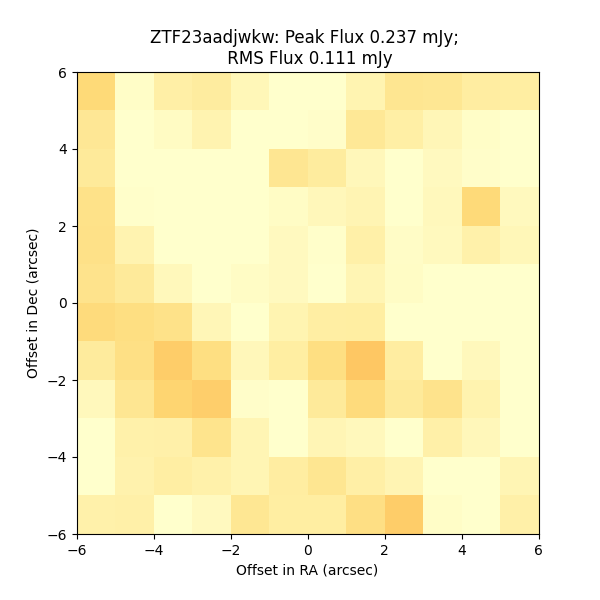 ZTF23aadjwkw: Peak Flux 0.237 mJy;
RMS Flux 0.111 mJy
6
4
2
0
−2
−4
−6
Offset in Dec (arcsec)
−6 −4 −2 0 2 4 6
Offset in RA (arcsec)